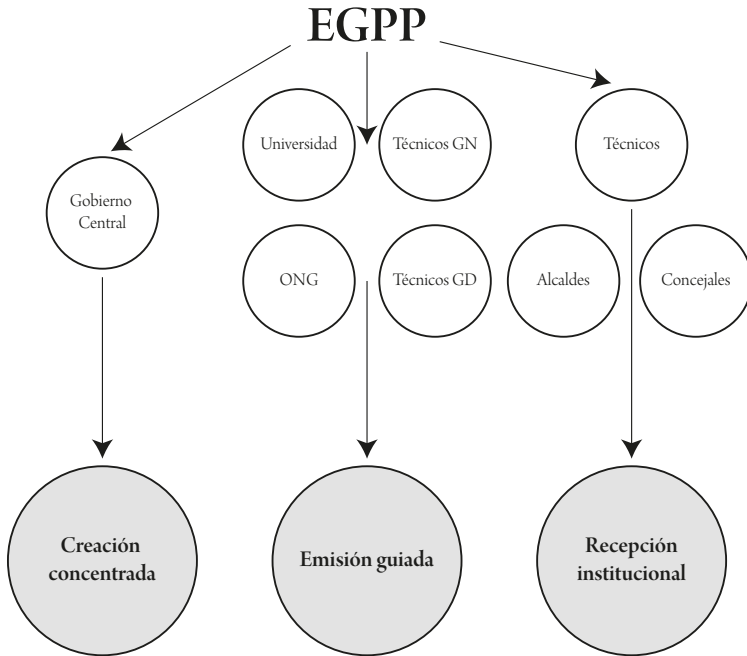 EGPP
Universidad
Técnicos GN
Técnicos
Gobierno
Central
ONG
Técnicos GD
Alcaldes
Concejales
Creación
concentrada
Emisión guiada
Recepción
institucional